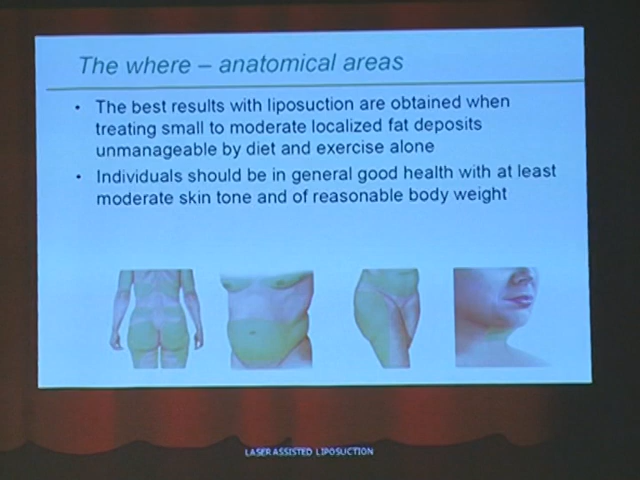 The where – anatomical areas
• The best results with liposuction are obtained when
treating small to moderate localized fat deposits
unmanageable by diet and exercise alone
• Individuals should be in general good health with at least
moderate skin tone and of reasonable body weight
LASER ASSISTED LIPOSUCTION